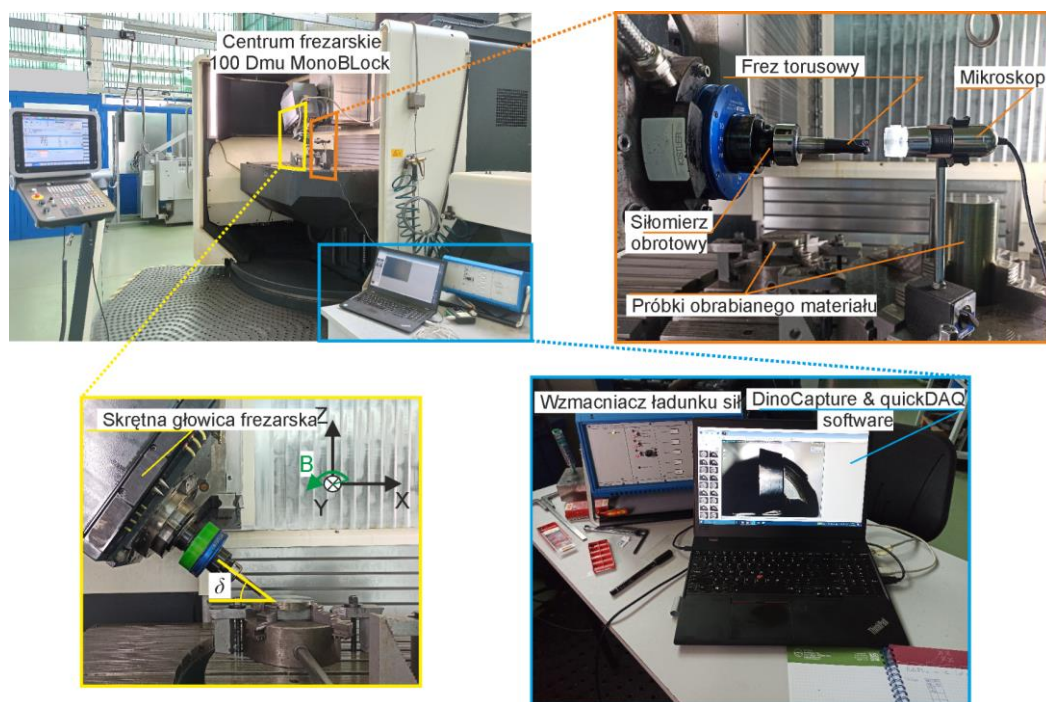 Centrum frezarskie
100 Dmu MonoBLock
Frez torusowy
Mikroskop
Siłomierz
obrotowy
Próbki obrabianego materiału
Skrętna głowica frezarska
Z
B
Y
X
δ
Wzmacniacz ładunku sił
DinoCapture & quickDAQ
software
ThinkPad